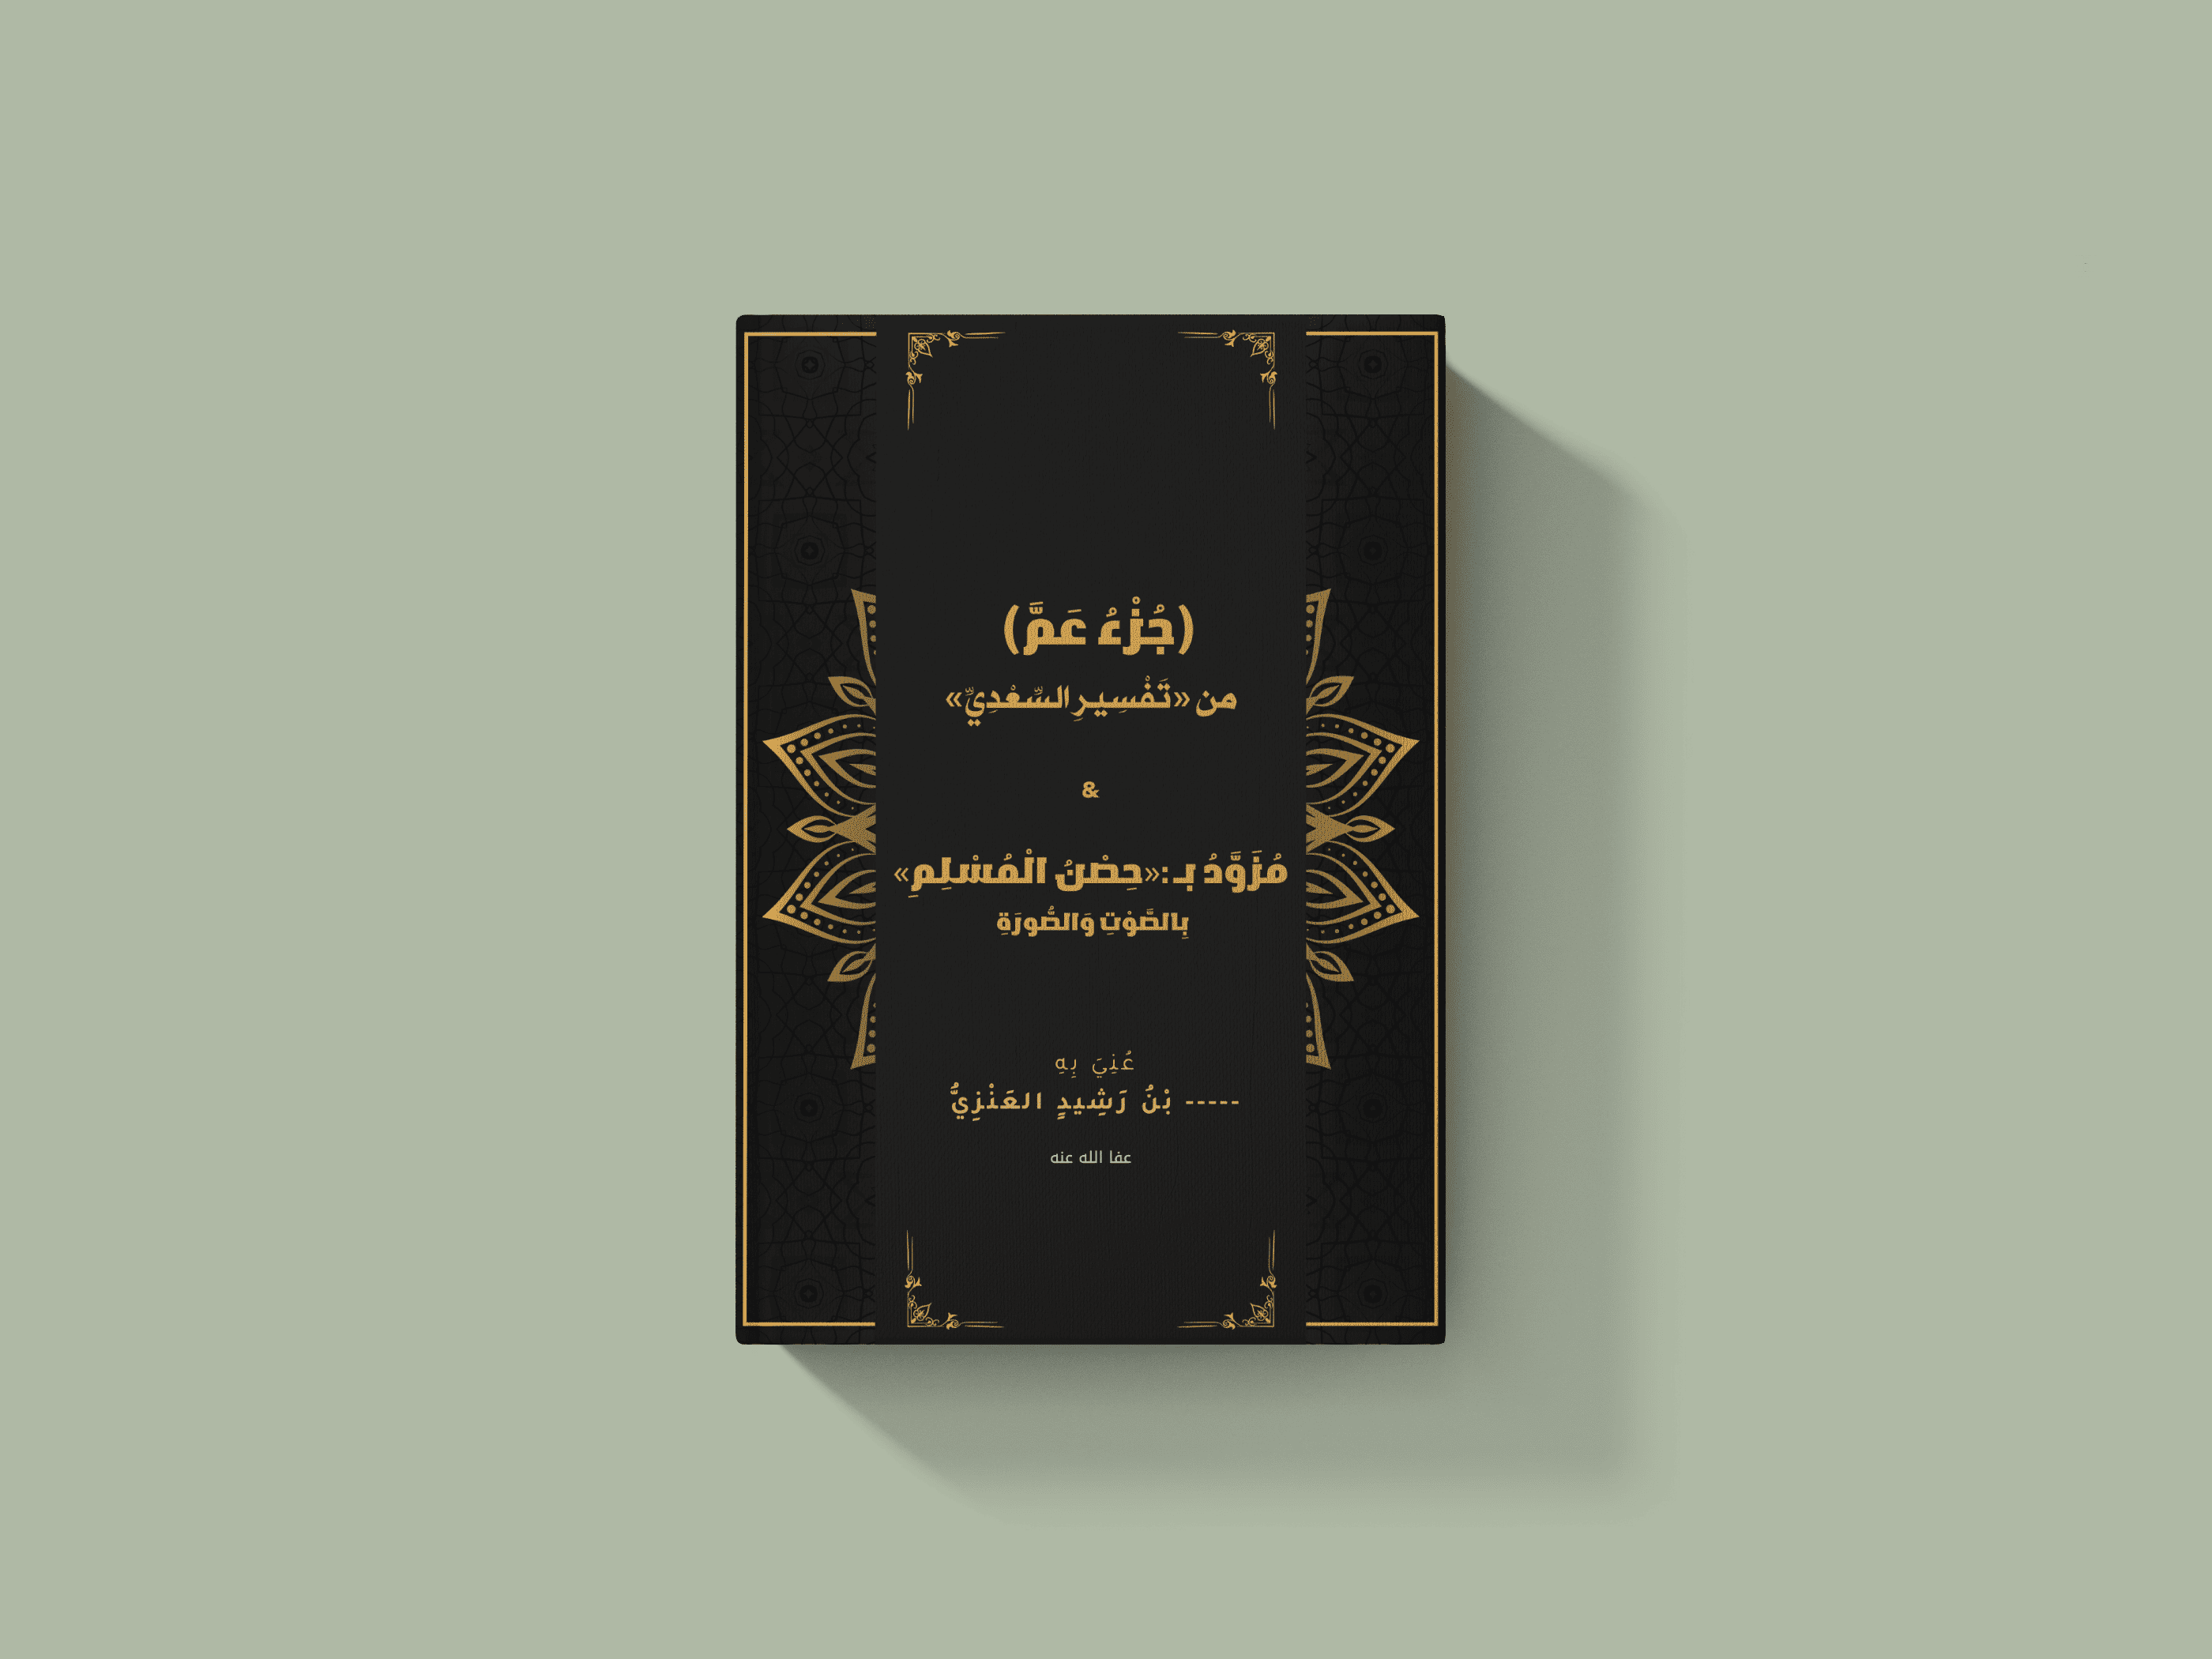 (جُزْءُ عَمَّ)
من «تَفْسِيرِ السِّعْدِيِّ»
&
مُزَوَّدُ بـ:«حِصْنُ الْمُسْلِمِ»
بِالصَّوْتِ وَالصُّورَةِ
عُنِيَ بِهِ
----- بْنُ رَشِيدٍ العَنْزِيُّ
عفا الله عنه